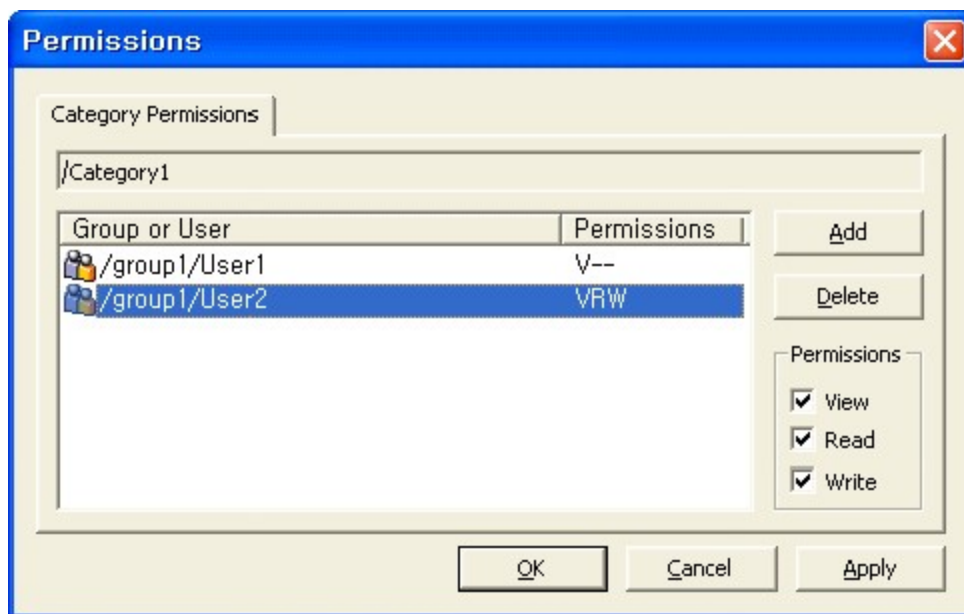 Permissions
Category Permissions
/Category1
Group or User Permissions
/group1/User1 V--
/group1/User2 VRW
Add
Delete
Permissions
View
Read
Write
OK Cancel Apply